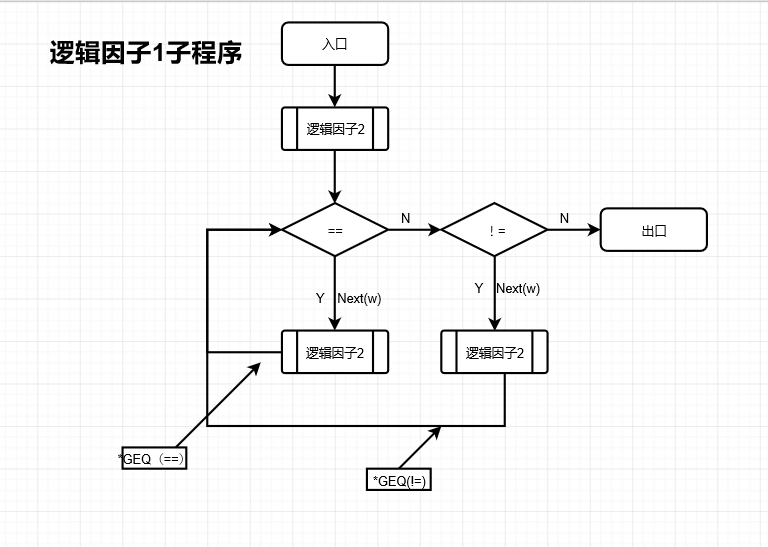 逻辑因子1子程序
入口
逻辑因子2
==
N
！=
N
出口
Y
Next(w)
Y
Next(w)
逻辑因子2
逻辑因子2
*GEQ（==）
*GEQ(!=)